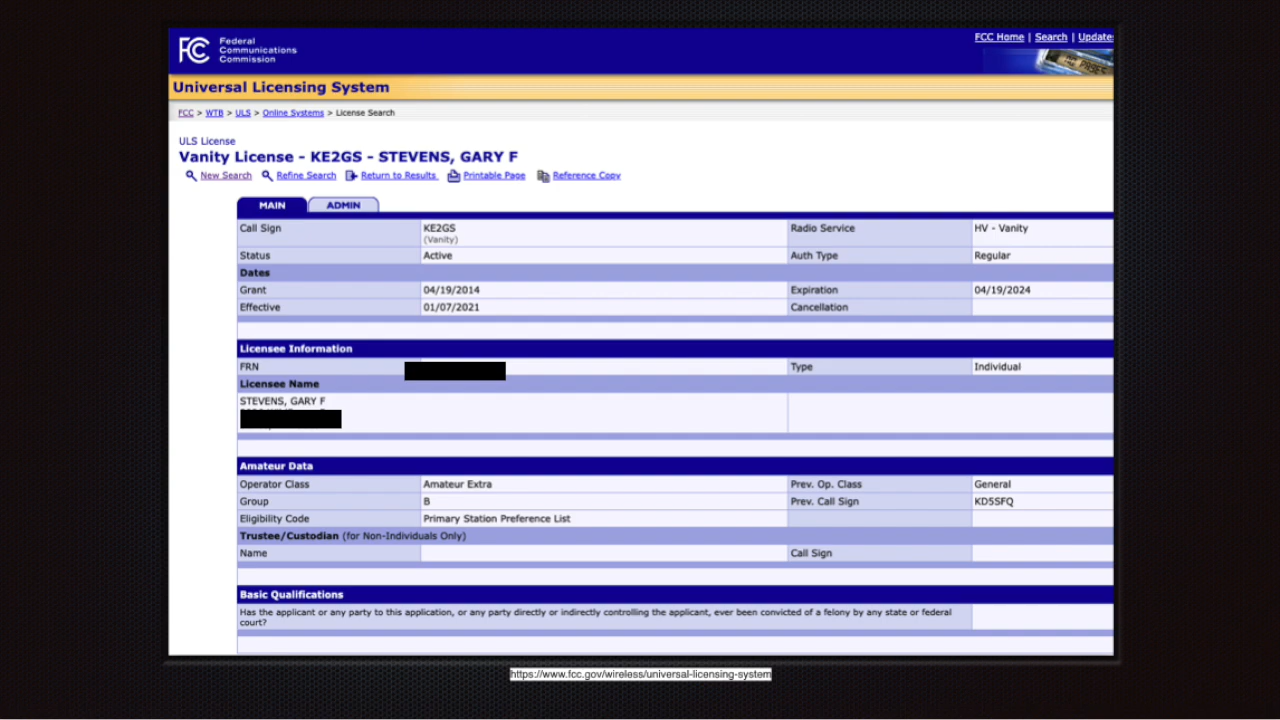 FCC Federal Communications Commission
FCC Home | Search | Update
Universal Licensing System
FCC > WTB > ULS > Online Systems > License Search
ULS License
Vanity License - KE2GS - STEVENS, GARY F
New Search Refine Search Return to Results Printable Page Reference Copy
MAIN ADMIN
Call Sign KE2GS Radio Service HV - Vanity
(Vanity)
Status Active Auth Type Regular
Dates
Grant 04/19/2014 Expiration 04/19/2024
Effective 01/07/2021 Cancellation
Licensee Information
FRN Type Individual
Licensee Name
STEVENS, GARY F
Amateur Data
Operator Class Amateur Extra Prev. Op. Class General
Group B Prev. Call Sign KD5SFQ
Eligibility Code Primary Station Preference List
Trustee/Custodian (for Non-Individuals Only)
Name Call Sign
Basic Qualifications
Has the applicant or any party to this application, or any party directly or indirectly controlling the applicant, ever been convicted of a felony by any state or federal
court?
https://www.fcc.gov/wireless/universal-licensing-system